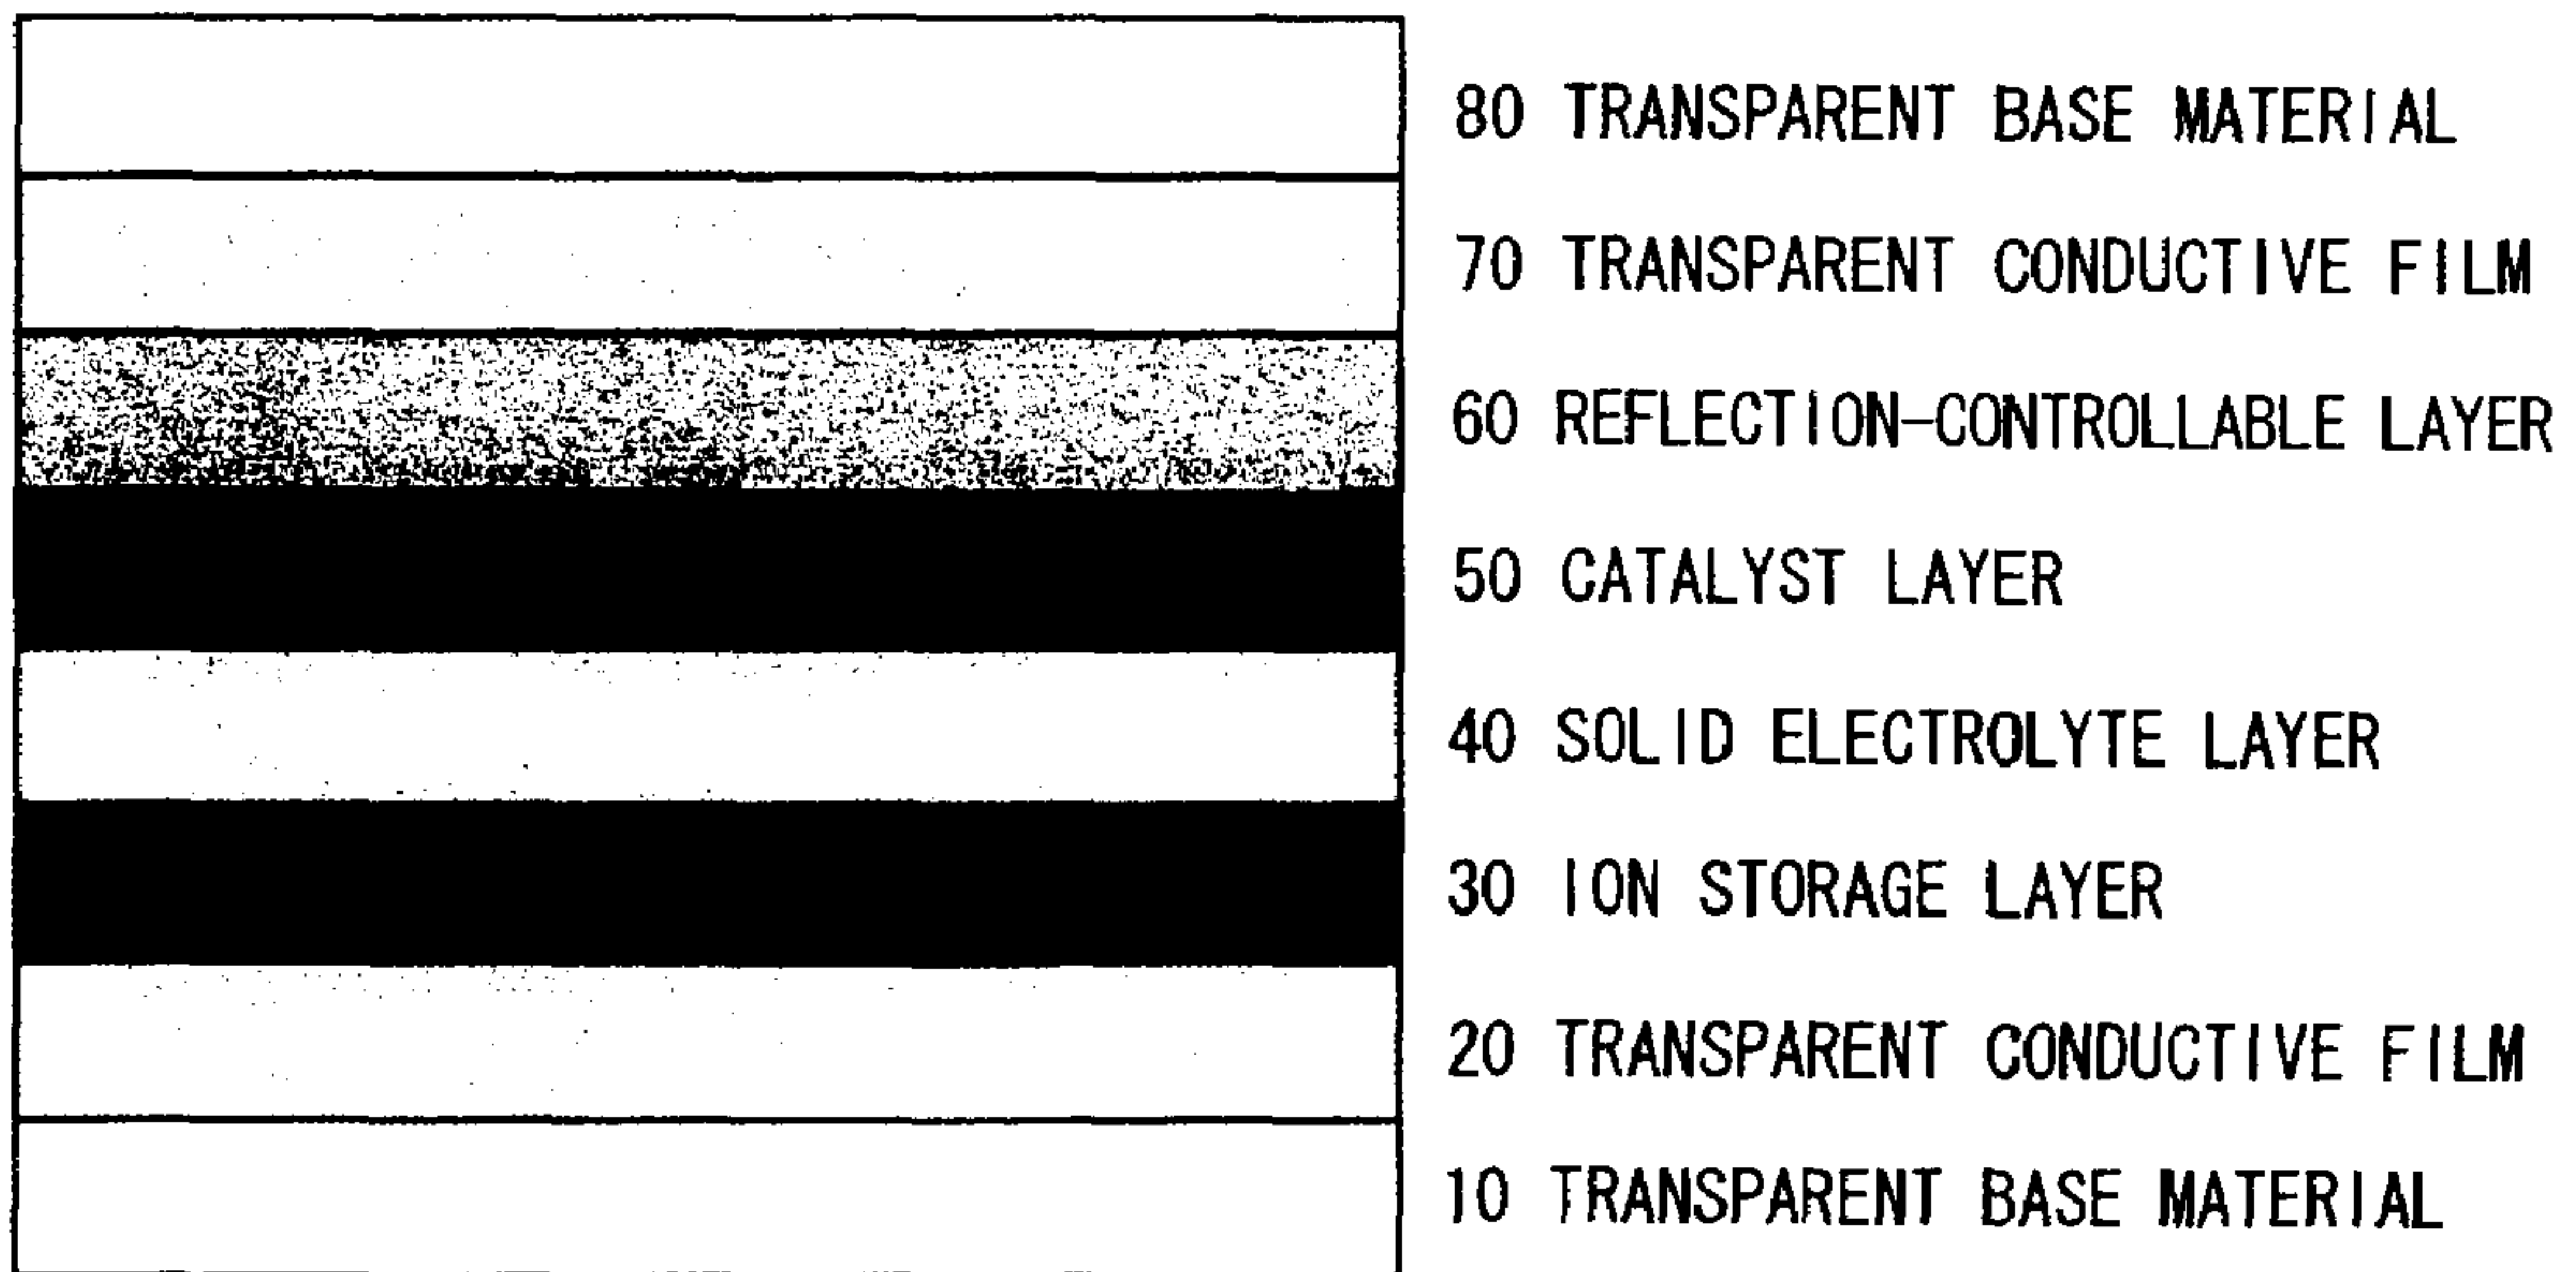 80 TRANSPARENT BASE MATERIAL
70 TRANSPARENT CONDUCTIVE FILM
60 REFLECTION-CONTROLLABLE LAYER
50 CATALYST LAYER
40 SOLID ELECTROLYTE LAYER
30 ION STORAGE LAYER
20 TRANSPARENT CONDUCTIVE FILM
10 TRANSPARENT BASE MATERIAL